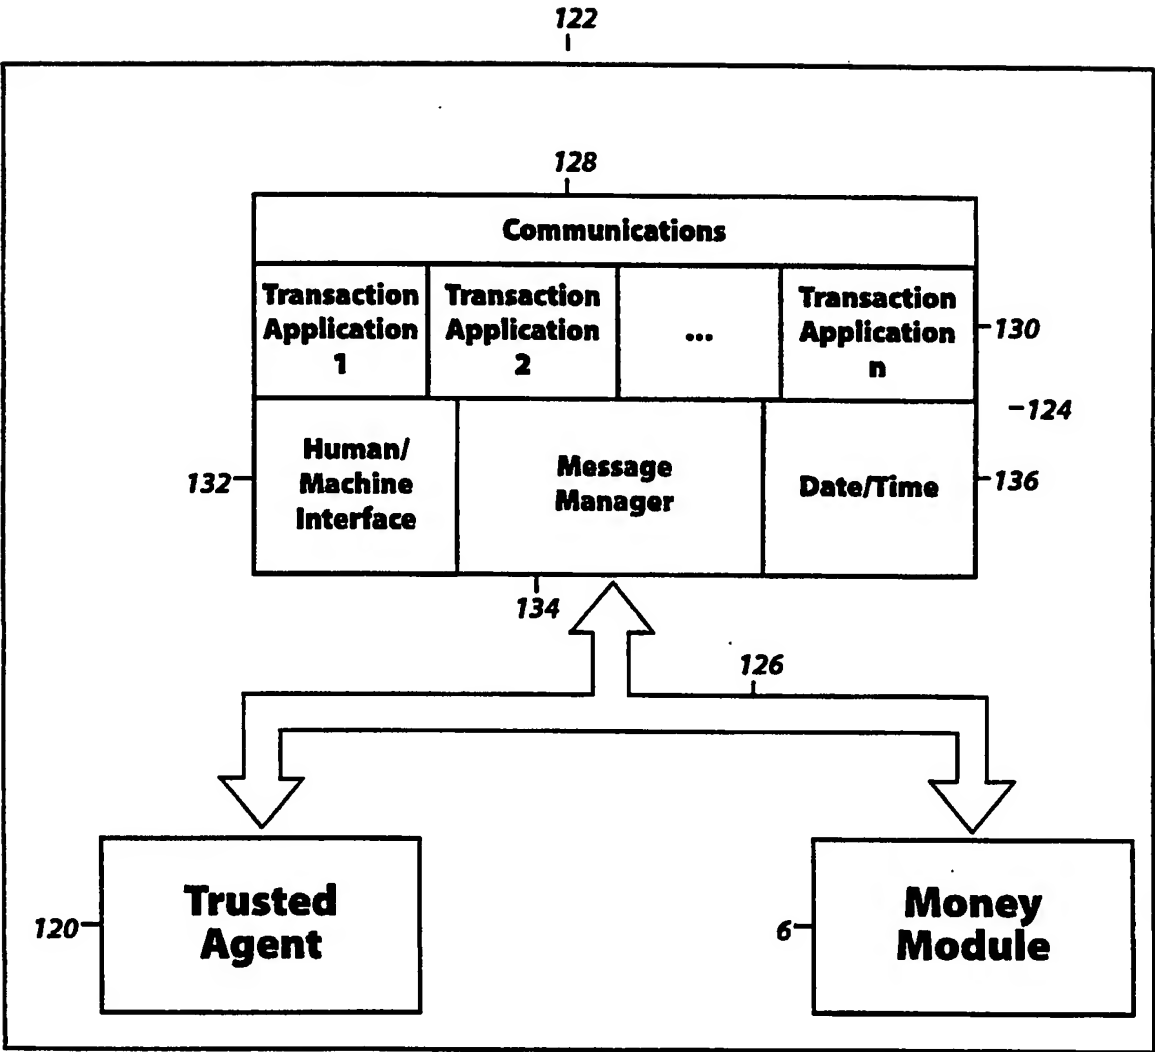 122
128
Communications
Transaction
Application
1
Transaction
Application
2
...
Transaction
Application
n
130
124
Human/
Machine
Interface
132
Message
Manager
Date/Time
136
134
126
Trusted
Agent
120
Money
Module
6